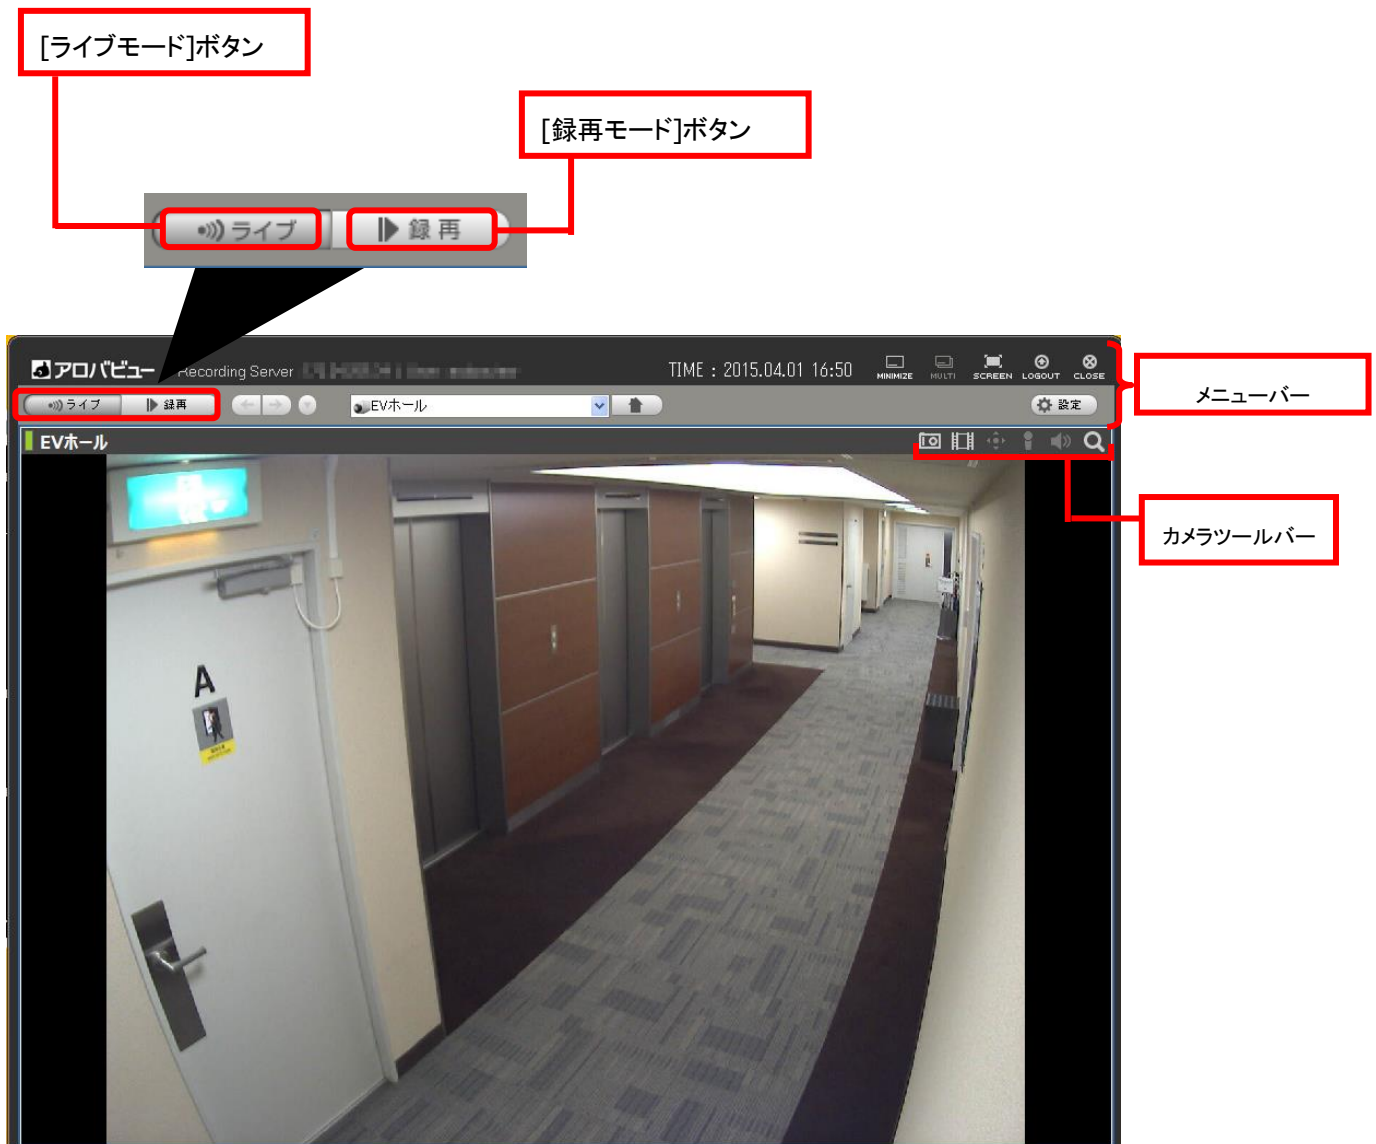 [ライブモード]ボタン
[録再モード]ボタン
ライブ 録再
アロバビュー Recording Server TIME : 2015.04.01 16:50 MINIMIZE MULTI SCREEN LOGOUT CLOSE
メニューバー
ライブ 録再 EVホール 設定
EVホール
カメラツールバー
A